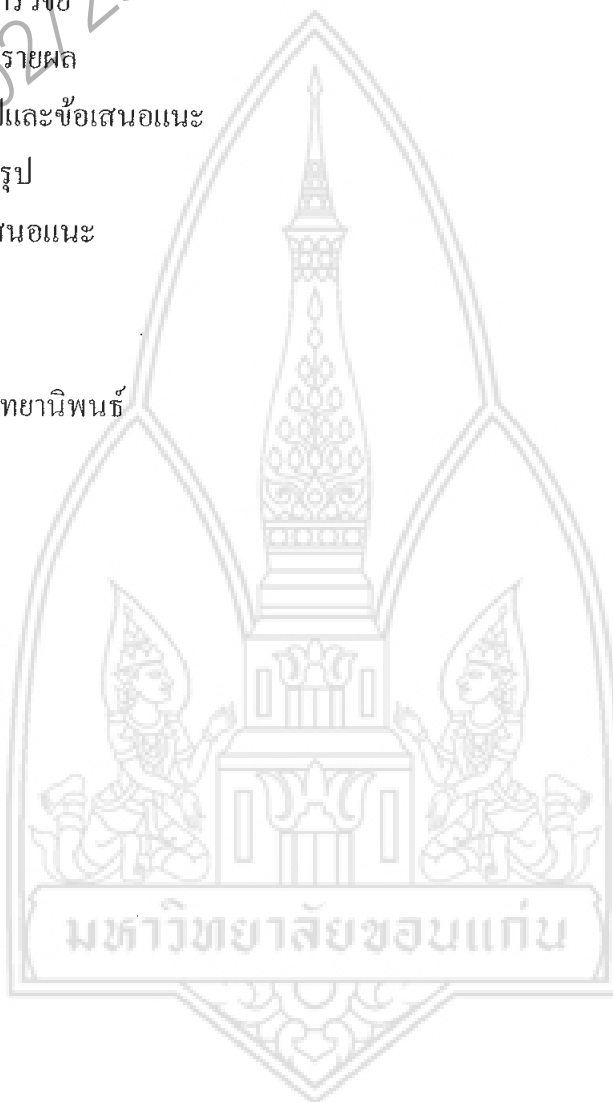 รายผล
และข้อเสนอแนะ
รุป
สนอแนะ
ทยานิพนธ์
มหาวิทยาลัยขอนแก่น